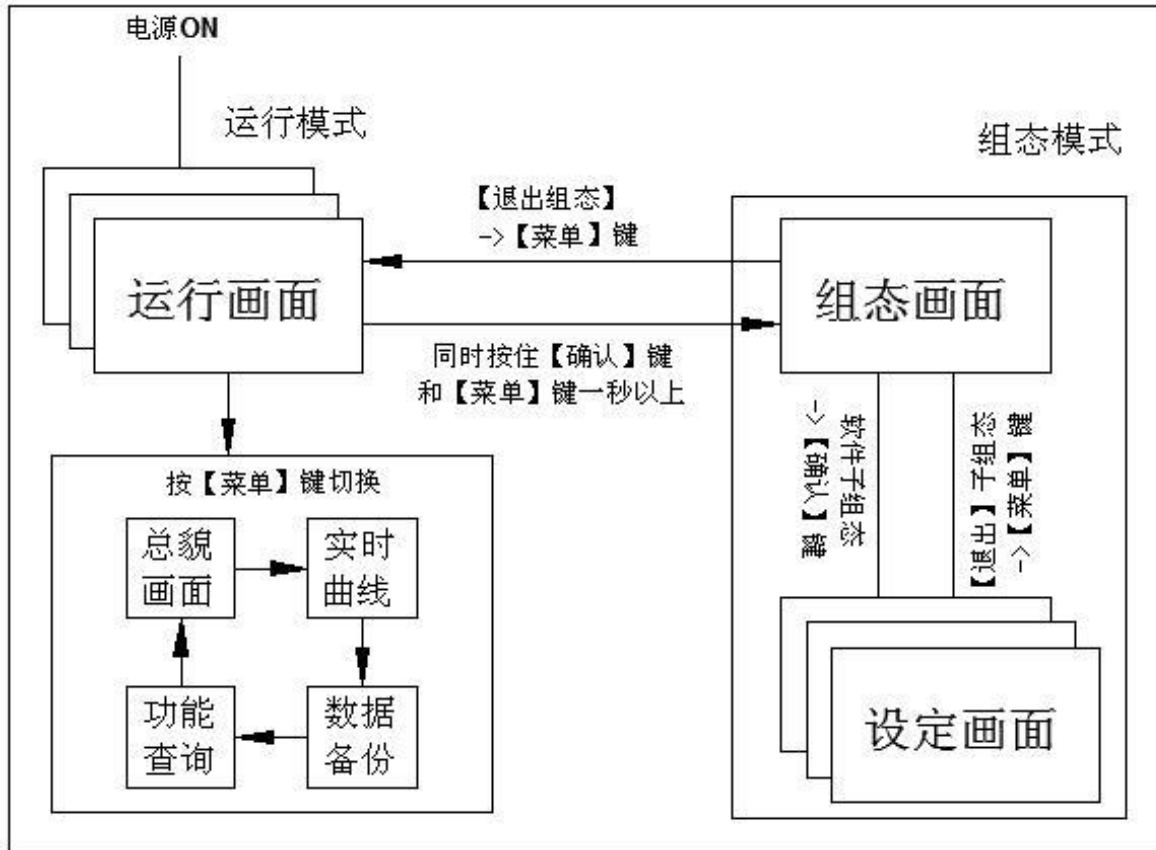 电源ON
运行模式
组态模式
【退出组态】
->【菜单】键
运行画面
组态画面
同时按住【确认】键
和【菜单】键一秒以上
软件子组态
->【确认】键
【退出】子组态
->【菜单】键
按【菜单】键切换
总貌
画面
实时
曲线
功能
查询
数据
备份
设定画面